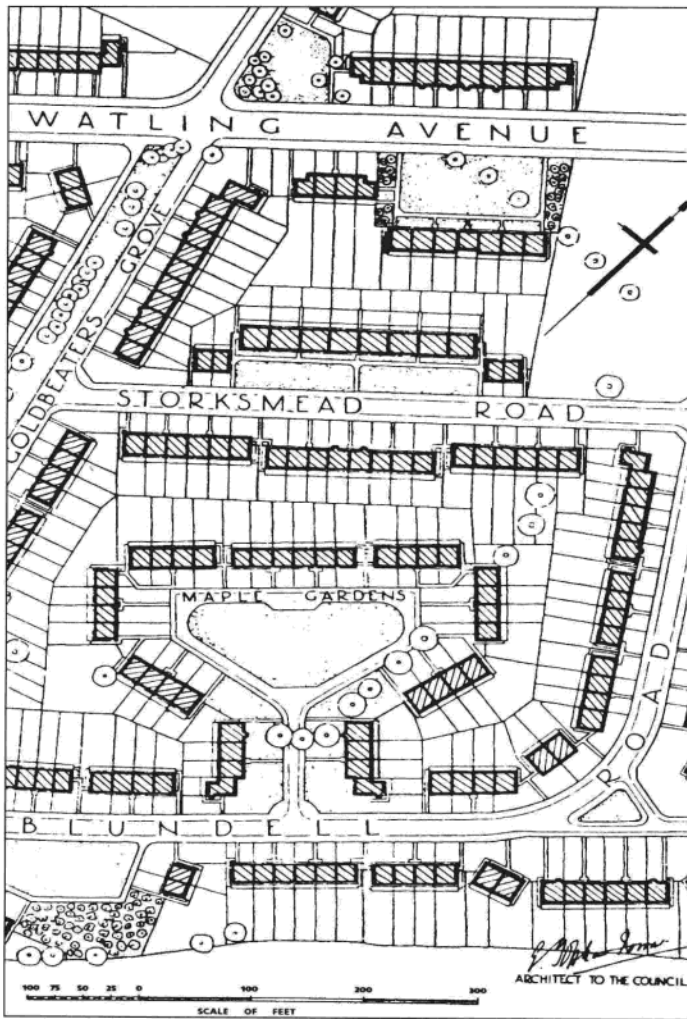 WATLING AVENUE
GOLDBEATERS GROVE
STORKSMEAD ROAD
MAPLE GARDENS
BLUNDELL ROAD
ARCHITECT TO THE COUNCIL
100 75 50 25 0 100 200 300
SCALE OF FEET